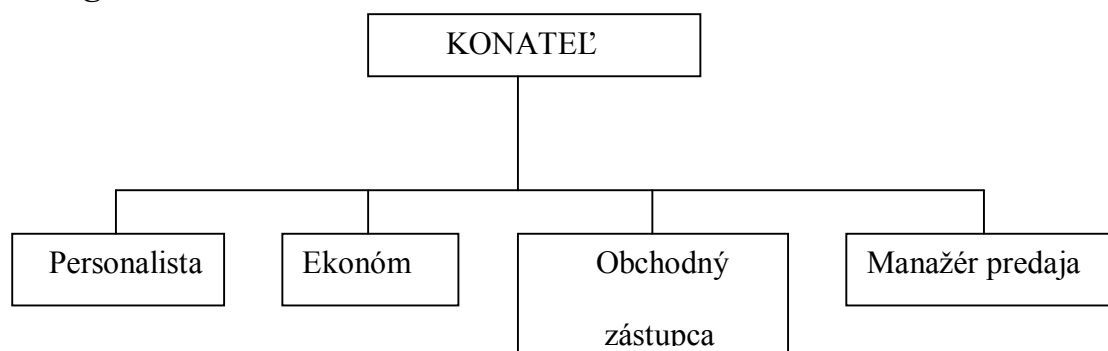 KONATEĽ
Personalista
Ekonóm
Obchodný
zástupca
Manažér predaja